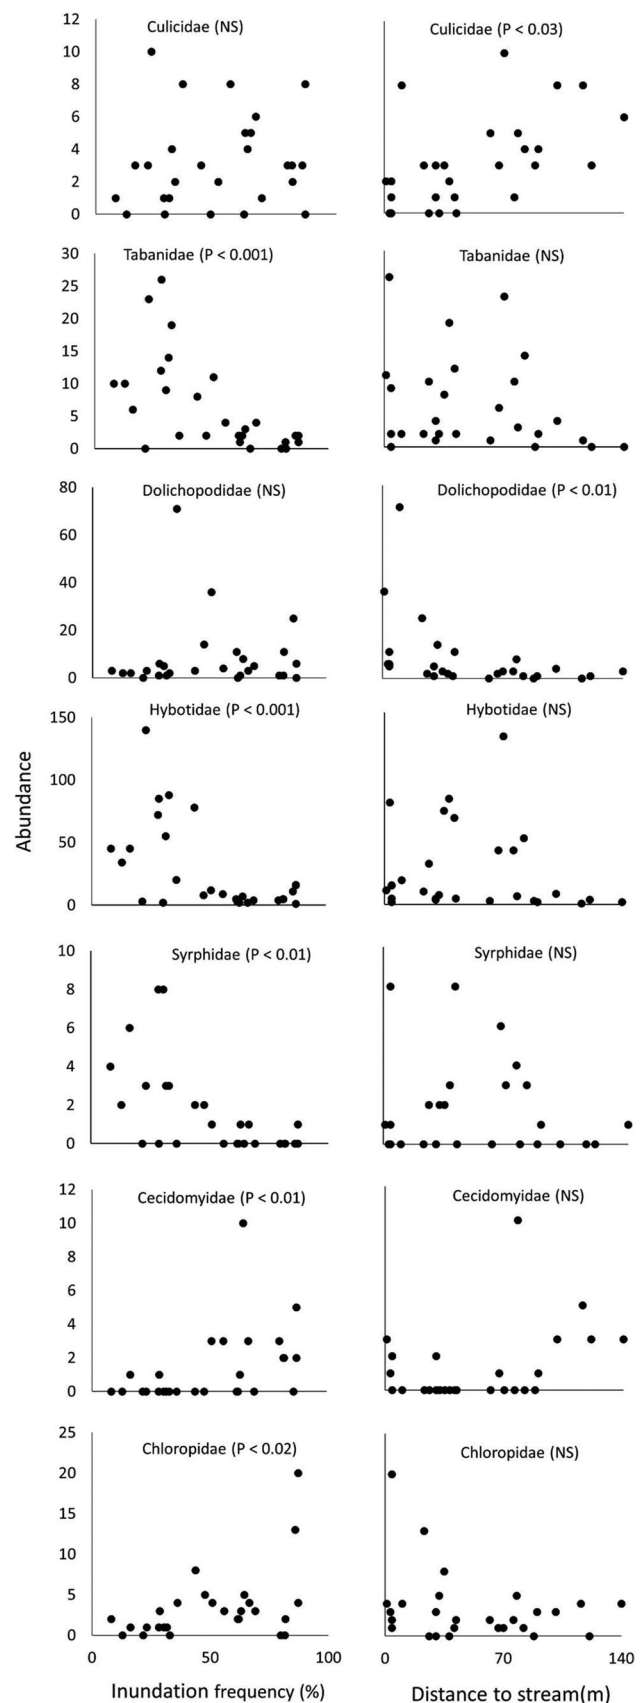 Culicidae (NS)
Culicidae (P < 0.03)
12
10
8
6
4
2
0
Tabanidae (P < 0.001)
Tabanidae (NS)
30
25
20
15
10
5
0
Dolichopodidae (NS)
Dolichopodidae (P < 0.01)
80
60
40
20
0
Hybotidae (P < 0.001)
Hybotidae (NS)
150
100
50
0
Abundance
Syrphidae (P < 0.01)
Syrphidae (NS)
10
8
6
4
2
0
Cecidomyidae (P < 0.01)
Cecidomyidae (NS)
12
10
8
6
4
2
0
Chloropidae (P < 0.02)
Chloropidae (NS)
25
20
15
10
5
0
0 50 100
0 70 140
Inundation frequency (%)
Distance to stream(m)